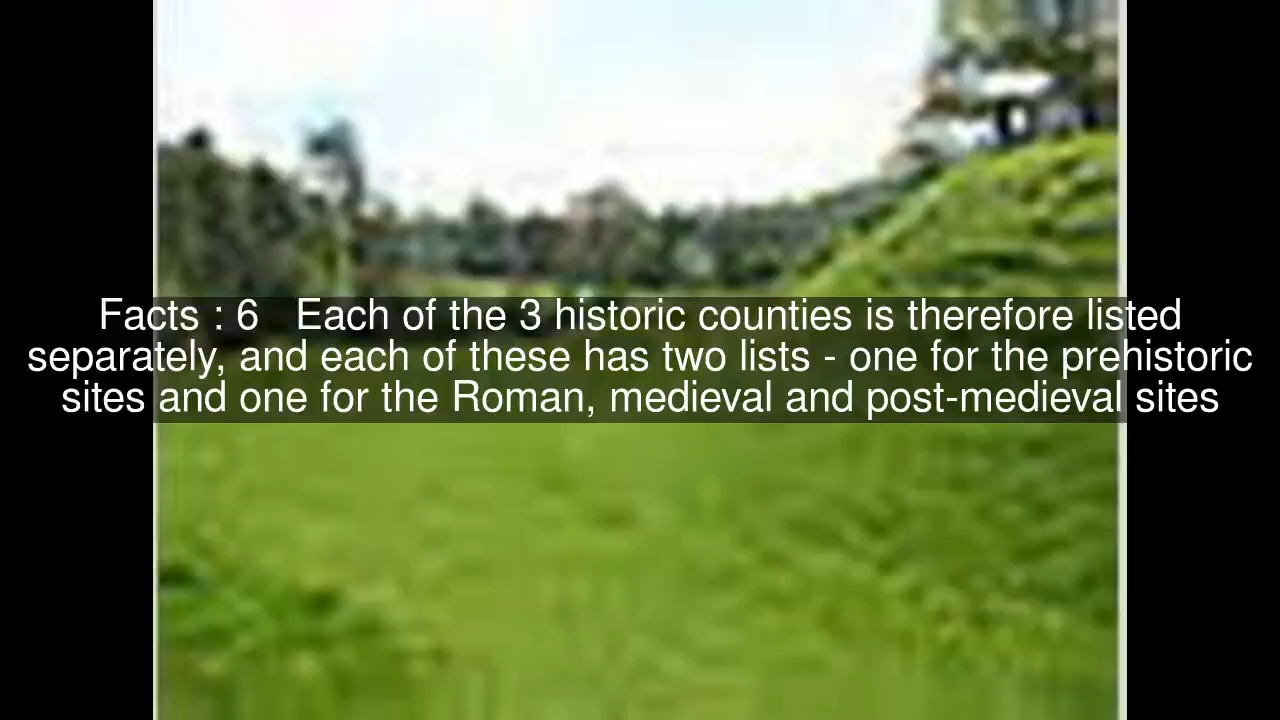 Facts : 6   Each of the 3 historic counties is therefore listed
separately, and each of these has two lists - one for the prehistoric
sites and one for the Roman, medieval and post-medieval sites